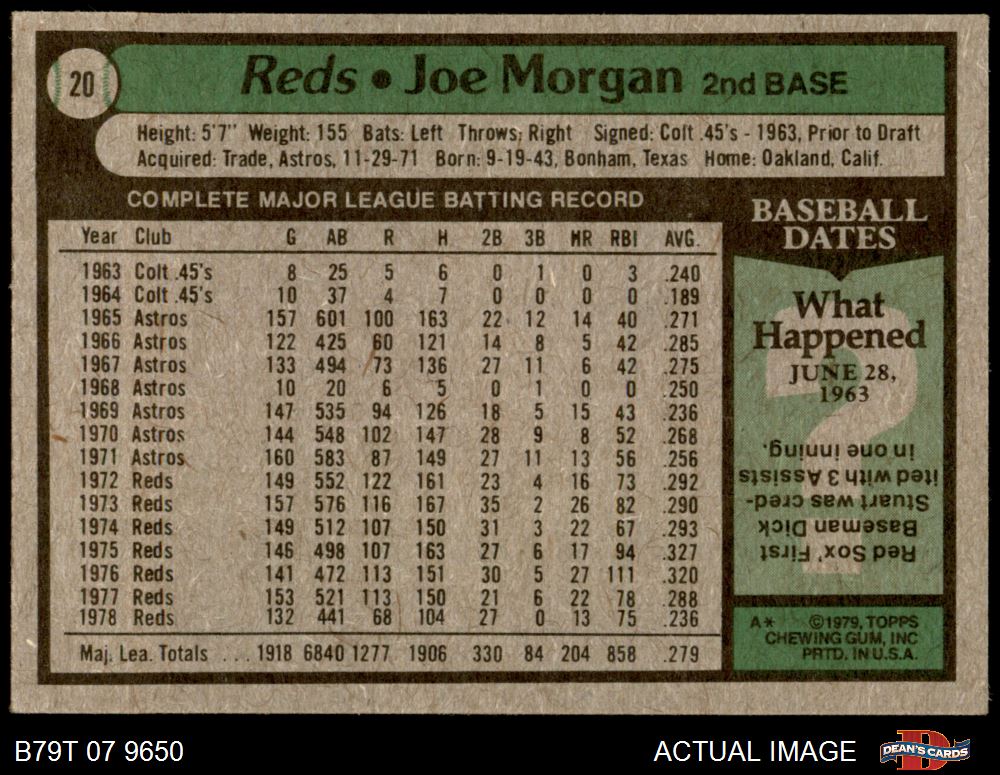 20
Reds • Joe Morgan 2nd BASE
Height: 5'7" Weight: 155 Bats: Left Throws: Right Signed: Colt .45's - 1963, Prior to Draft
Acquired: Trade, Astros, 11-29-71 Born: 9-19-43, Bonham, Texas Home: Oakland, Calif.
COMPLETE MAJOR LEAGUE BATTING RECORD
Year Club G AB R H 2B 3B HR RBI AVG.
1963 Colt .45's 8 25 5 6 0 1 0 3 .240
1964 Colt .45's 10 37 4 7 0 0 0 0 .189
1965 Astros 157 601 100 163 22 12 14 40 .271
1966 Astros 122 425 60 121 14 8 5 42 .285
1967 Astros 133 494 73 136 27 11 6 42 .275
1968 Astros 10 20 6 5 0 1 0 0 .250
1969 Astros 147 535 94 126 18 5 15 43 .236
1970 Astros 144 548 102 147 28 9 8 52 .268
1971 Astros 160 583 87 149 27 11 13 56 .256
1972 Reds 149 552 122 161 23 4 16 73 .292
1973 Reds 157 576 116 167 35 2 26 82 .290
1974 Reds 149 512 107 150 31 3 22 67 .293
1975 Reds 146 498 107 163 27 6 17 94 .327
1976 Reds 141 472 113 151 30 5 27 111 .320
1977 Reds 153 521 113 150 21 6 22 78 .288
1978 Reds 132 441 68 104 27 0 13 75 .236
Maj. Lea. Totals ... 1918 6840 1277 1906 330 84 204 858 .279
BASEBALL
DATES
What
Happened
JUNE 28,
1963
?
Red Sox' First
Baseman Dick
Stuart was cred-
ited with 3 Assists
in one inning.
A* ©1979, TOPPS
CHEWING GUM, INC
PRTD. IN U.S.A.
B79T 07 9650
ACTUAL IMAGE
D
DEAN'S CARDS